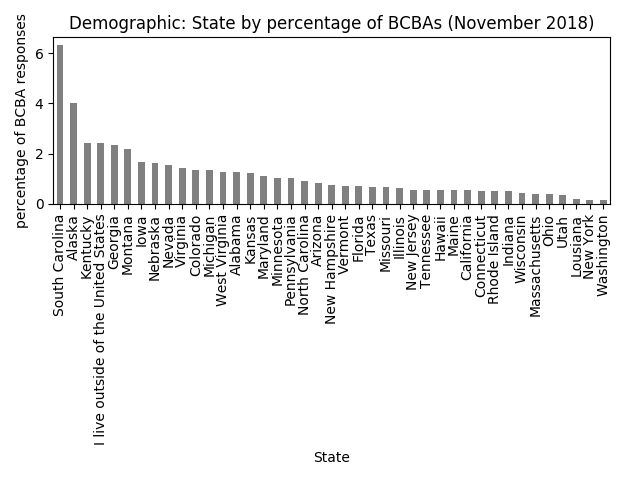 Demographic: State by percentage of BCBAs (November 2018)
percentage of BCBA responses
6
4
2
0
South Carolina
Alaska
Kentucky
I live outside of the United States
Georgia
Montana
Iowa
Nebraska
Nevada
Virginia
Colorado
Michigan
West Virginia
Alabama
Kansas
Maryland
Minnesota
Pennsylvania
North Carolina
Arizona
New Hampshire
Vermont
Florida
Texas
Missouri
Illinois
New Jersey
Tennessee
Hawaii
Maine
California
Connecticut
Rhode Island
Indiana
Wisconsin
Massachusetts
Ohio
Utah
Lousiana
New York
Washington
State